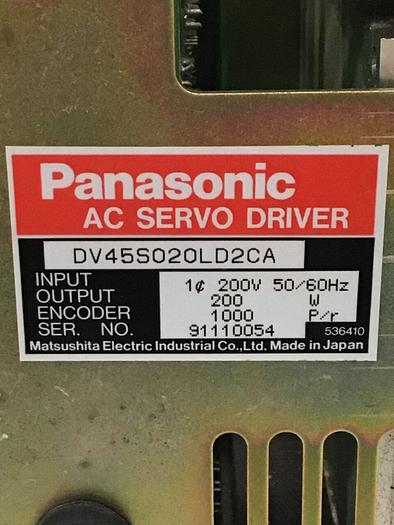 Panasonic
AC SERVO DRIVER
DV45S020LD2CA
INPUT 1¢ 200V 50/60Hz
OUTPUT 200 W
ENCODER 1000 P/r
SER. NO. 91110054 536410
Matsushita Electric Industrial Co.,Ltd. Made in Japan